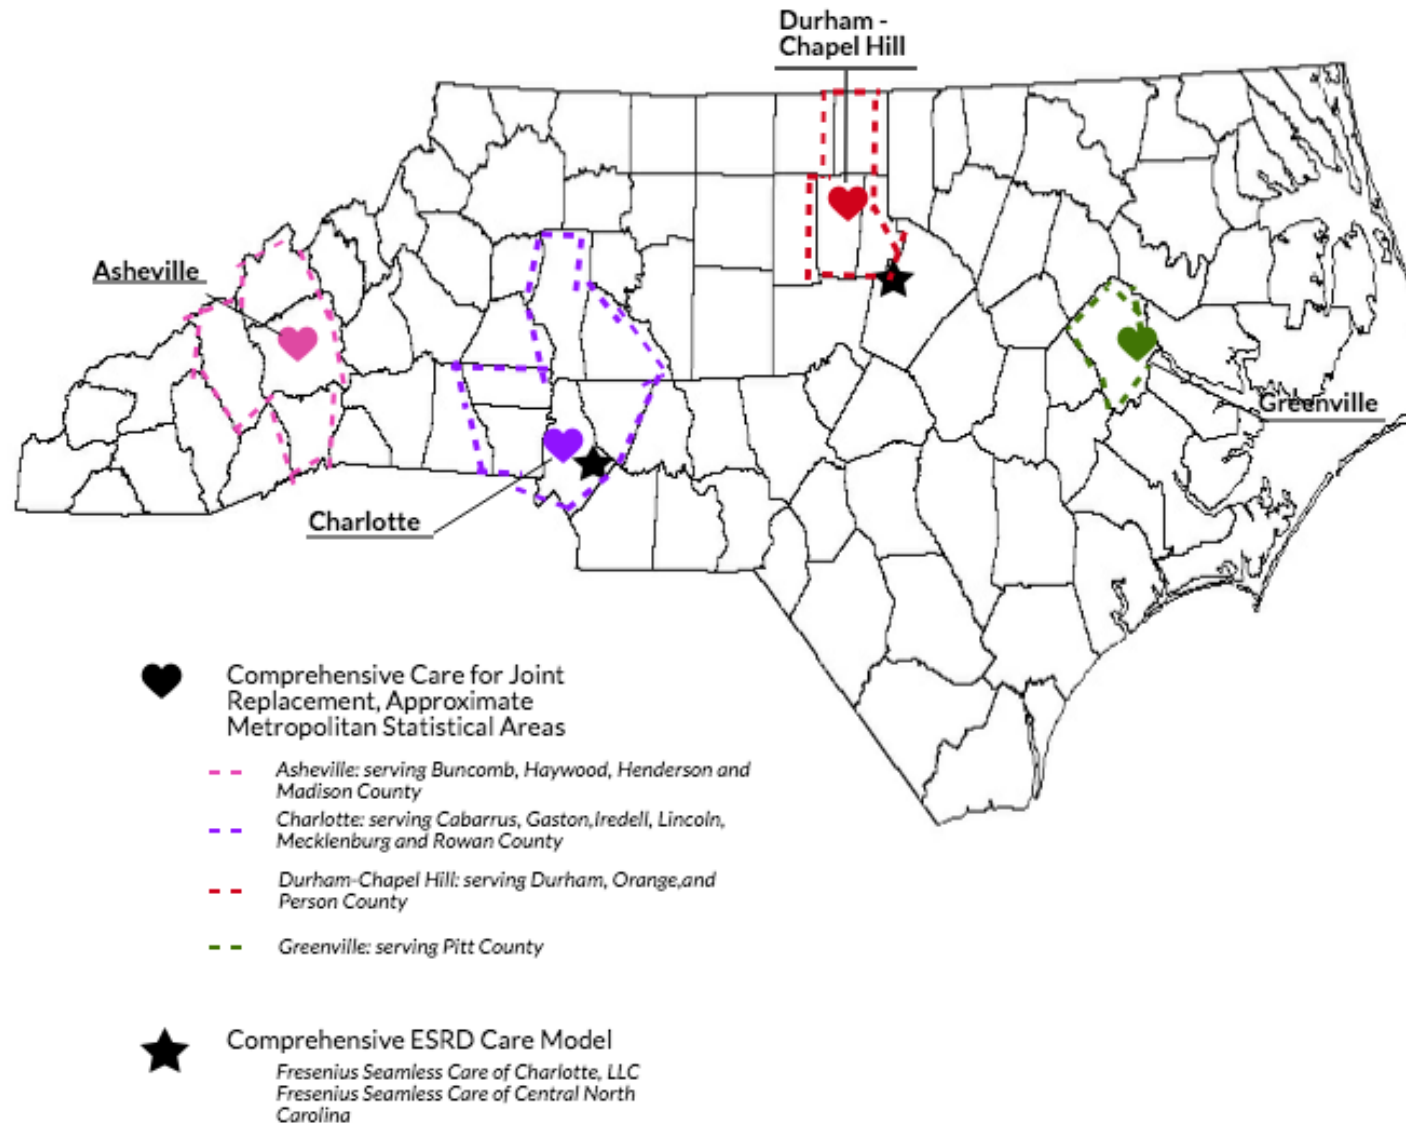 Durham -
Chapel Hill
Asheville
Greenville
Charlotte
Comprehensive Care for Joint
Replacement, Approximate
Metropolitan Statistical Areas
Asheville: serving Buncomb, Haywood, Henderson and
Madison County
Charlotte: serving Cabarrus, Gaston,Iredell, Lincoln,
Mecklenburg and Rowan County
Durham-Chapel Hill: serving Durham, Orange,and
Person County
Greenville: serving Pitt County
Comprehensive ESRD Care Model
Fresenius Seamless Care of Charlotte, LLC
Fresenius Seamless Care of Central North
Carolina